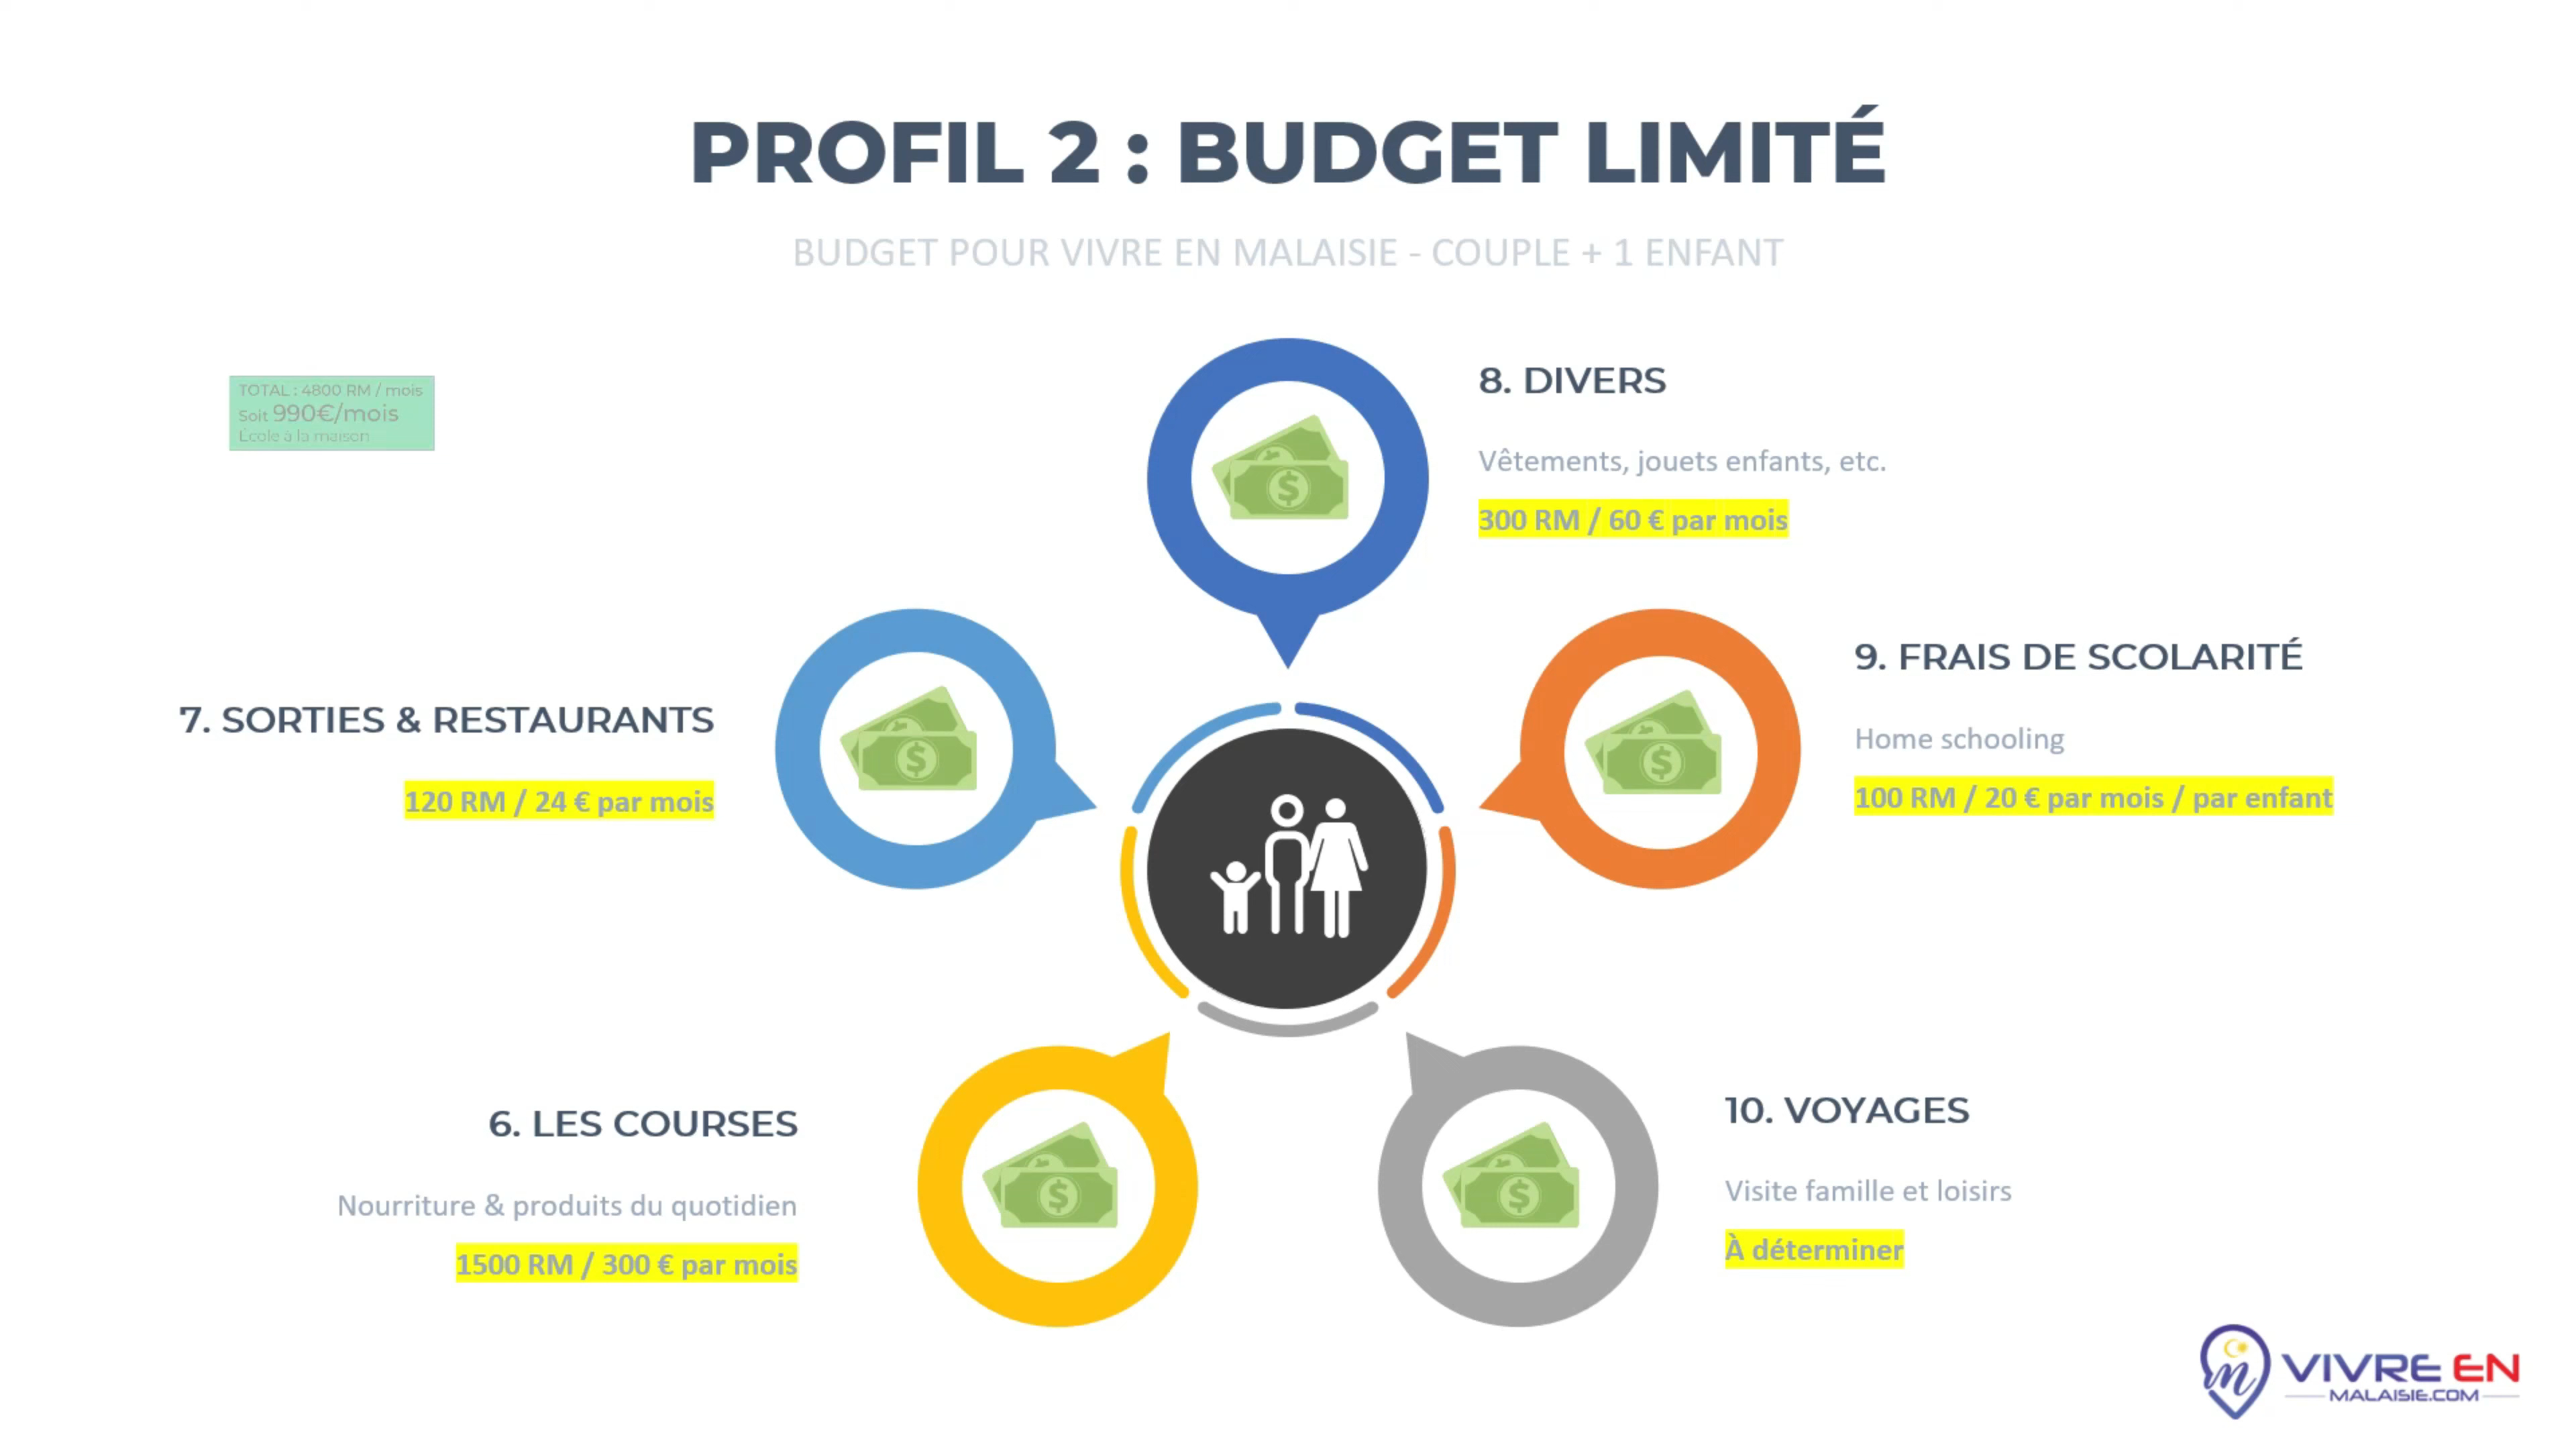 PROFIL 2 : BUDGET LIMITÉ
BUDGET POUR VIVRE EN MALAISIE - COUPLE + 1 ENFANT
TOTAL : 4800 RM / mois
Soit 990€/mois
École à la maison
8. DIVERS
Vêtements, jouets enfants, etc.
300 RM / 60 € par mois
7. SORTIES & RESTAURANTS
120 RM / 24 € par mois
9. FRAIS DE SCOLARITÉ
Home schooling
100 RM / 20 € par mois / par enfant
6. LES COURSES
Nourriture & produits du quotidien
1500 RM / 300 € par mois
10. VOYAGES
Visite famille et loisirs
À déterminer
VIVRE EN
MALAISIE.COM